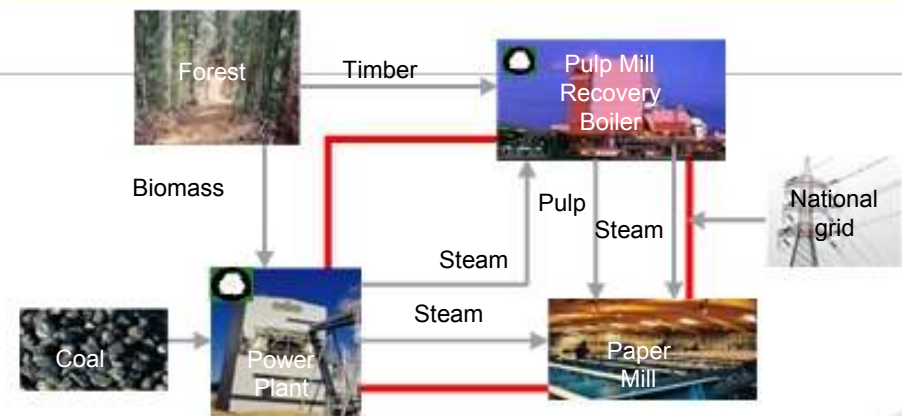 Forest
Timber
Pulp Mill
Recovery
Boiler
Biomass
Pulp
Steam
National
grid
Steam
Steam
Coal
Power
Plant
Paper
Mill